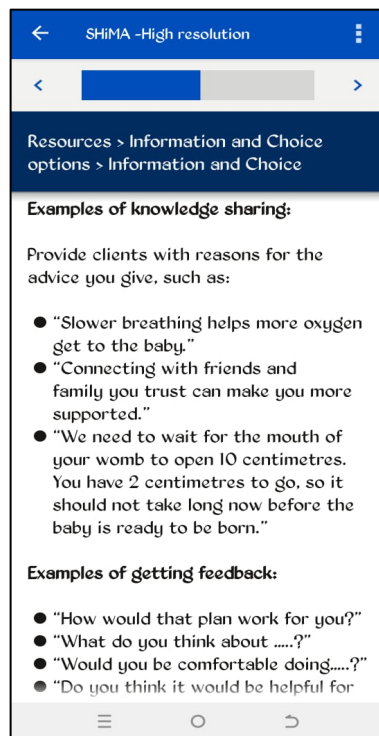 SHiMA -High resolution
Resources > Information and Choice
options > Information and Choice
Examples of knowledge sharing:
Provide clients with reasons for the
advice you give, such as:
● “Slower breathing helps more oxygen
get to the baby.”
● “Connecting with friends and
family you trust can make you more
supported.”
● “We need to wait for the mouth of
your womb to open 10 centimetres.
You have 2 centimetres to go, so it
should not take long now before the
baby is ready to be born.”
Examples of getting feedback:
● “How would that plan work for you?”
● “What do you think about .....?”
● “Would you be comfortable doing.....?”
● “Do you think it would be helpful for